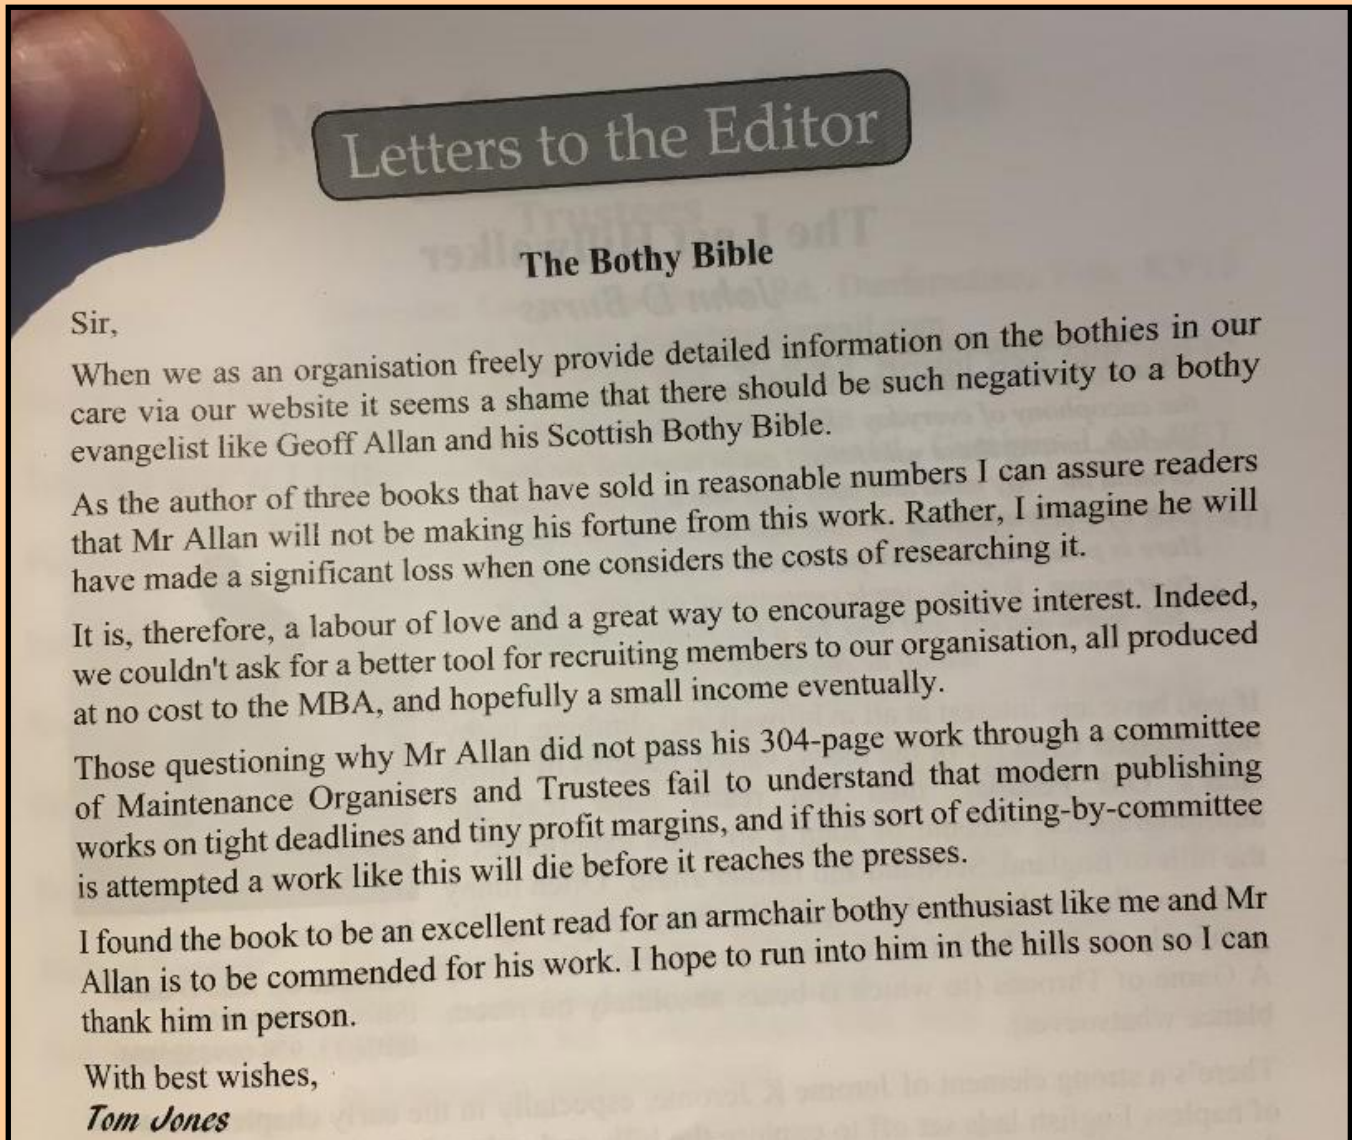 Letters to the Editor
The Bothy Bible
Sir,
When we as an organisation freely provide detailed information on the bothies in our
care via our website it seems a shame that there should be such negativity to a bothy
evangelist like Geoff Allan and his Scottish Bothy Bible.
As the author of three books that have sold in reasonable numbers I can assure readers
that Mr Allan will not be making his fortune from this work. Rather, I imagine he will
have made a significant loss when one considers the costs of researching it.
It is, therefore, a labour of love and a great way to encourage positive interest. Indeed,
we couldn't ask for a better tool for recruiting members to our organisation, all produced
at no cost to the MBA, and hopefully a small income eventually.
Those questioning why Mr Allan did not pass his 304-page work through a committee
of Maintenance Organisers and Trustees fail to understand that modern publishing
works on tight deadlines and tiny profit margins, and if this sort of editing-by-committee
is attempted a work like this will die before it reaches the presses.
I found the book to be an excellent read for an armchair bothy enthusiast like me and Mr
Allan is to be commended for his work. I hope to run into him in the hills soon so I can
thank him in person.
With best wishes,
Tom Jones